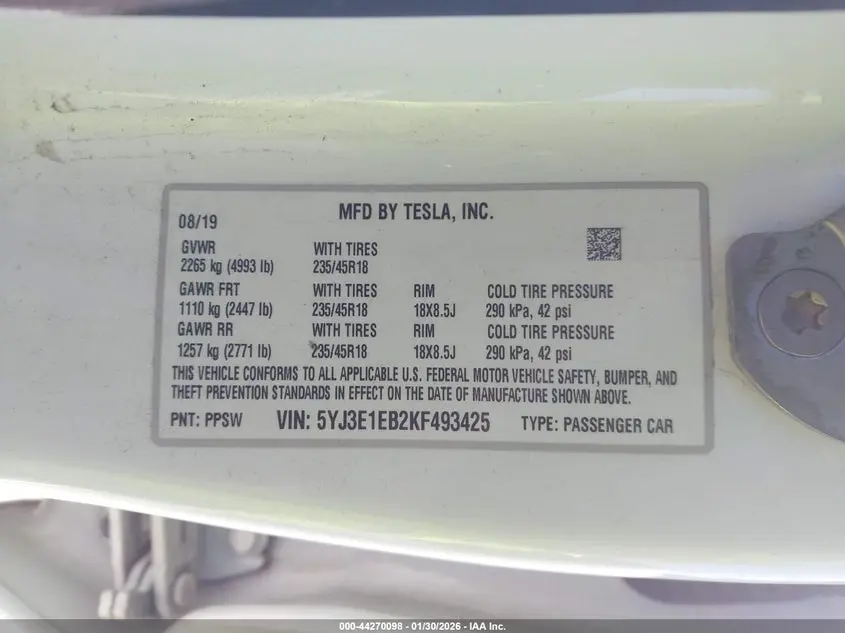 08/19 MFD BY TESLA, INC.
GVWR WITH TIRES
2265 kg (4993 lb) 235/45R18
GAWR FRT WITH TIRES RIM COLD TIRE PRESSURE
1110 kg (2447 lb) 235/45R18 18X8.5J 290 kPa, 42 psi
GAWR RR WITH TIRES RIM COLD TIRE PRESSURE
1257 kg (2771 lb) 235/45R18 18X8.5J 290 kPa, 42 psi
THIS VEHICLE CONFORMS TO ALL APPLICABLE U.S. FEDERAL MOTOR VEHICLE SAFETY, BUMPER, AND
THEFT PREVENTION STANDARDS IN EFFECT ON THE DATE OF MANUFACTURE SHOWN ABOVE.
PNT: PPSW VIN: 5YJ3E1EB2KF493425 TYPE: PASSENGER CAR
000-44270098 - 01/30/2026 - IAA Inc.